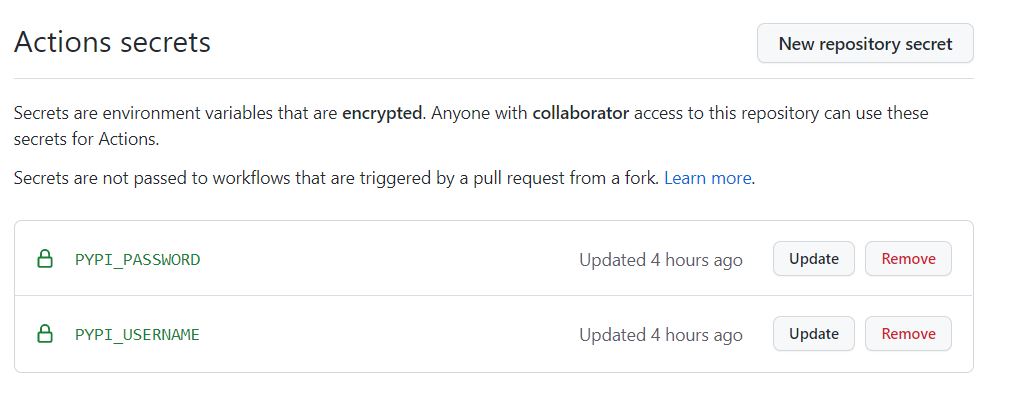 Actions secrets
New repository secret
Secrets are environment variables that are encrypted. Anyone with collaborator access to this repository can use these
secrets for Actions.
Secrets are not passed to workflows that are triggered by a pull request from a fork. Learn more.
PYPI_PASSWORD Updated 4 hours ago Update Remove
PYPI_USERNAME Updated 4 hours ago Update Remove